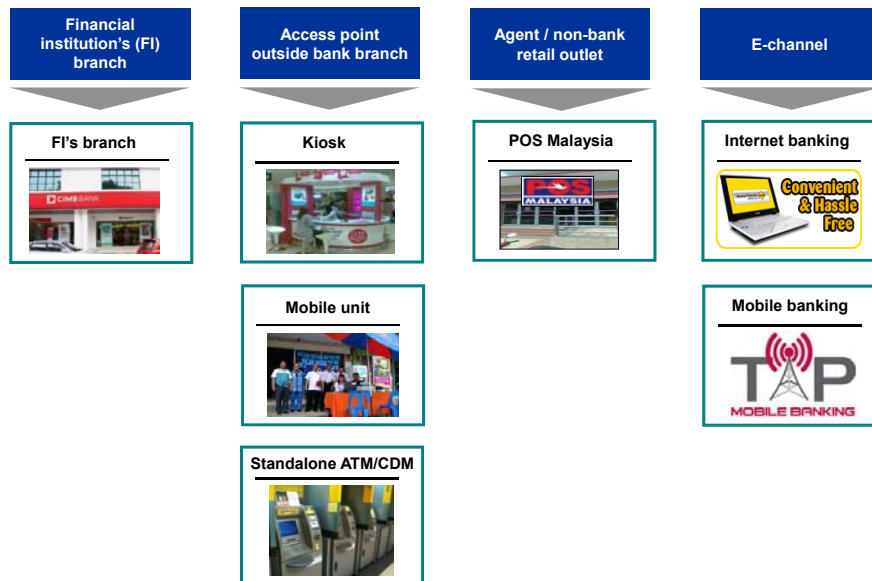 Financial
institution's (FI)
branch
Access point
outside bank branch
Agent / non-bank
retail outlet
E-channel
FI's branch
CIMB BANK
Kiosk
POS Malaysia
POS
MALAYSIA
Internet banking
Convenient
& Hassle
Free
Mobile unit
Mobile banking
TAP
MOBILE BANKING
Standalone ATM/CDM